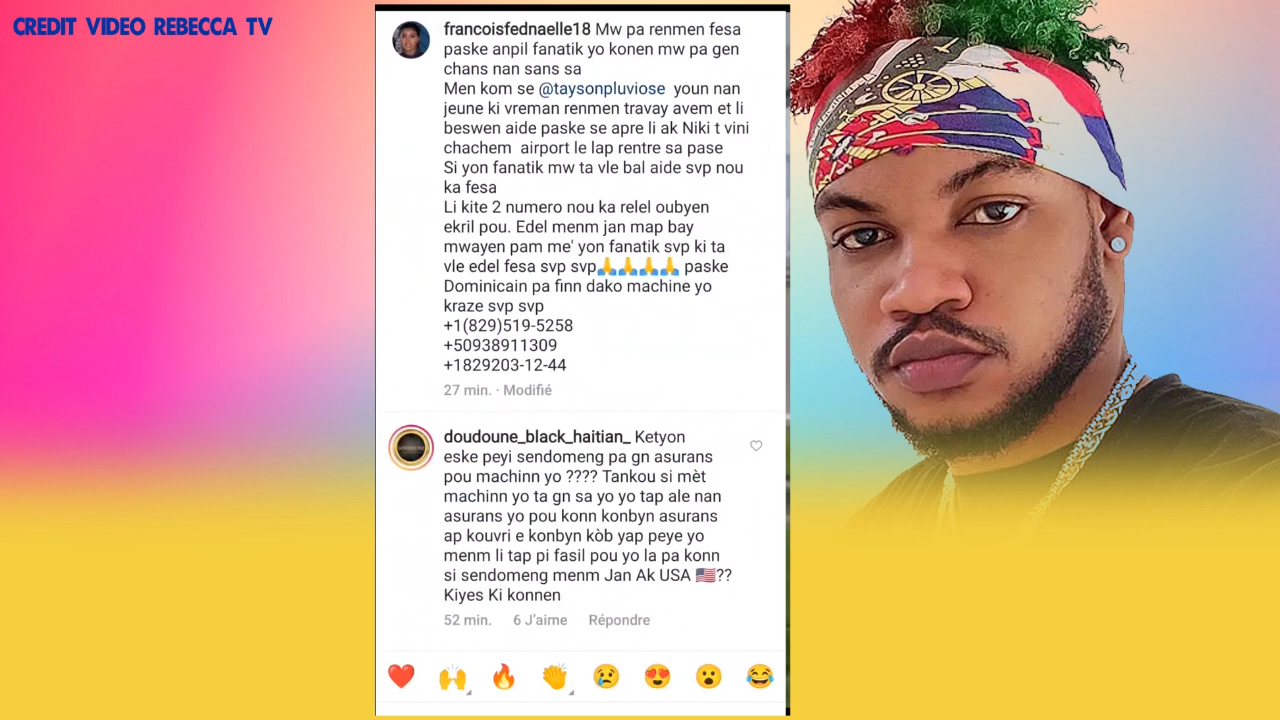 CREDIT VIDEO REBECCA TV
francoisfednaelle18 Mw pa renmen fesa
paske anpil fanatik yo konen mw pa gen
chans nan sans sa
Men kom se @taysonpluviose youn nan
jeune ki vreman renmen travay avem et li
beswen aide paske se apre li ak Niki t vini
chachem airport le lap rentre sa pase
Si yon fanatik mw ta vle bal aide svp nou
ka fesa
Li kite 2 numero nou ka relel oubyen
ekril pou. Edel menm jan map bay
mwayen pam me' yon fanatik svp ki ta
vle edel fesa svp svp🙏🙏🙏🙏 paske
Dominicain pa finn dako machine yo
kraze svp svp
+1(829)519-5258
+50938911309
+1829203-12-44
27 min. · Modifié
doudoune_black_haitian_ Ketyon
eske peyi sendomeng pa gn asurans
pou machinn yo ???? Tankou si mèt
machinn yo ta gn sa yo yo tap ale nan
asurans yo pou konn konbyn asurans
ap kouvri e konbyn kòb yap peye yo
menm li tap pi fasil pou yo la pa konn
si sendomeng menm Jan Ak USA 🇺🇸??
Kiyes Ki konnen
52 min. 6 J'aime Répondre